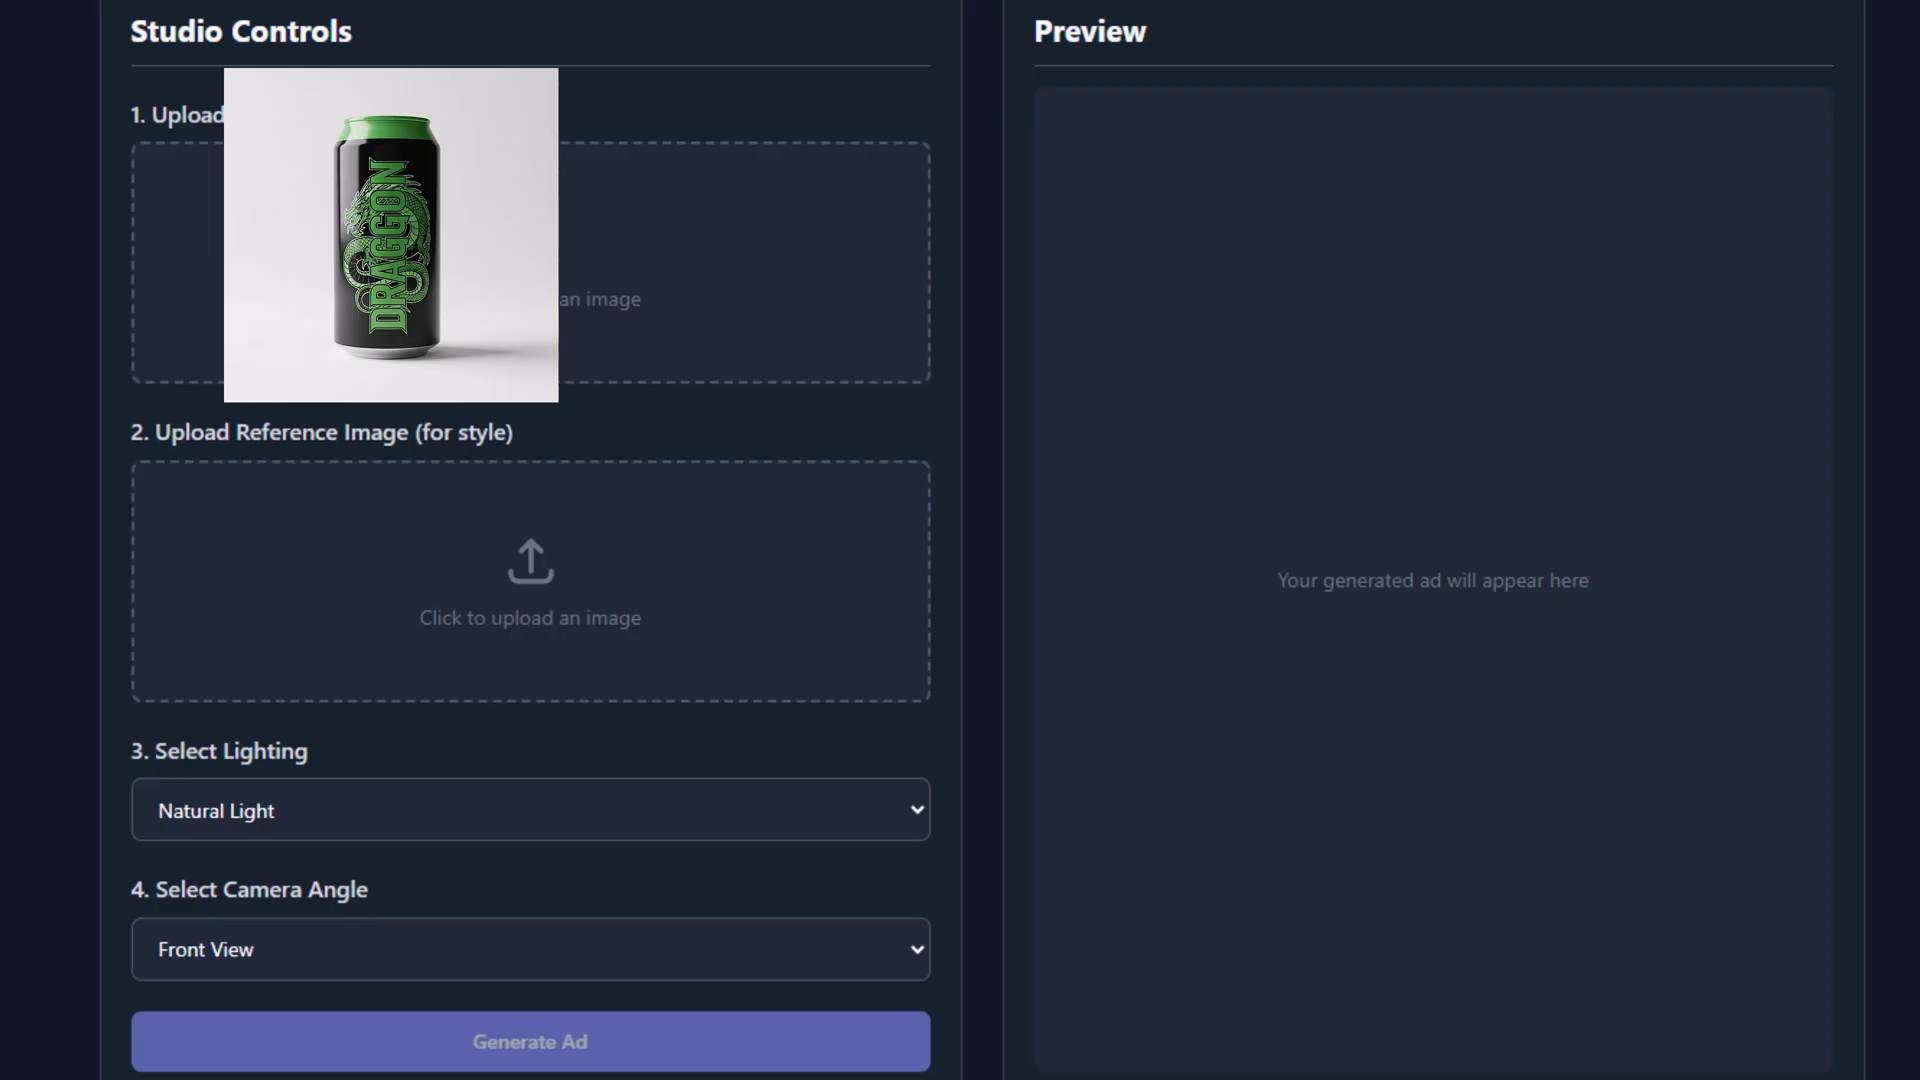 Studio Controls
1. Upload
DRAGGON
an image
2. Upload Reference Image (for style)
Click to upload an image
3. Select Lighting
Natural Light
4. Select Camera Angle
Front View
Generate Ad
Preview
Your generated ad will appear here